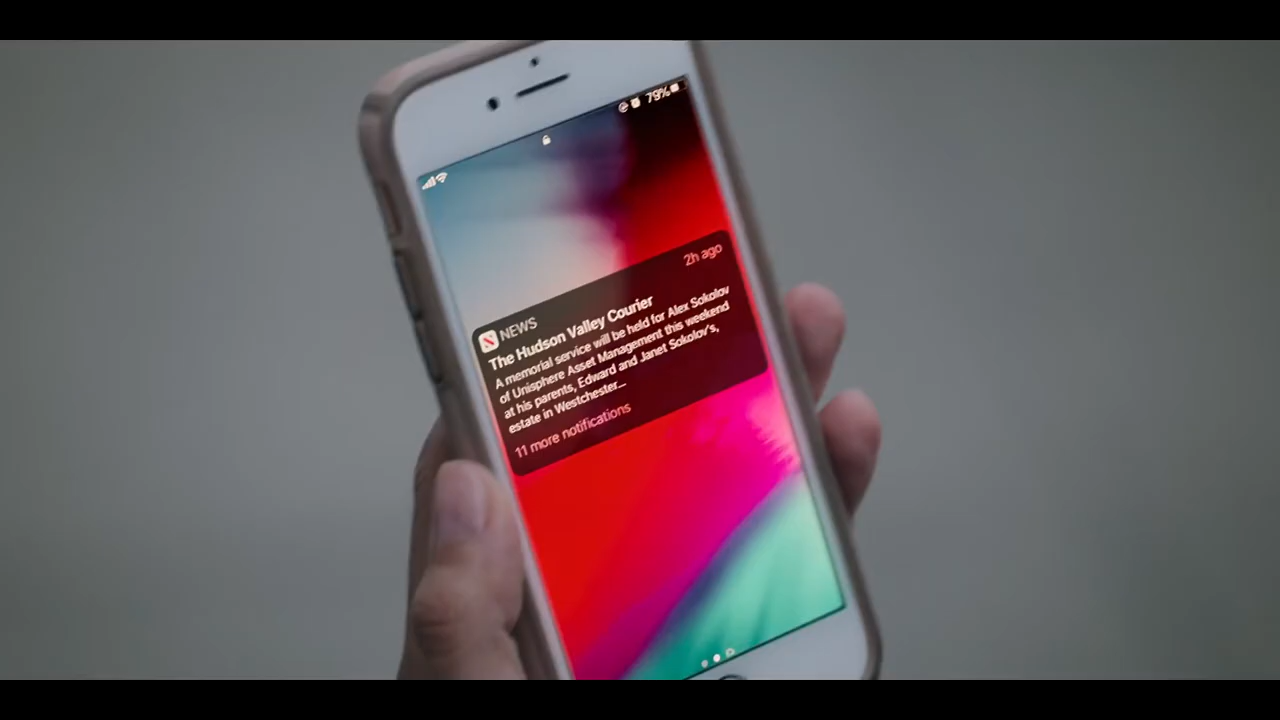 79%
NEWS
2h ago
The Hudson Valley Courier
A memorial service will be held for Alex Sokolov
of Unisphere Asset Management this weekend
at his parents, Edward and Janet Sokolov's,
estate in Westchester...
11 more notifications